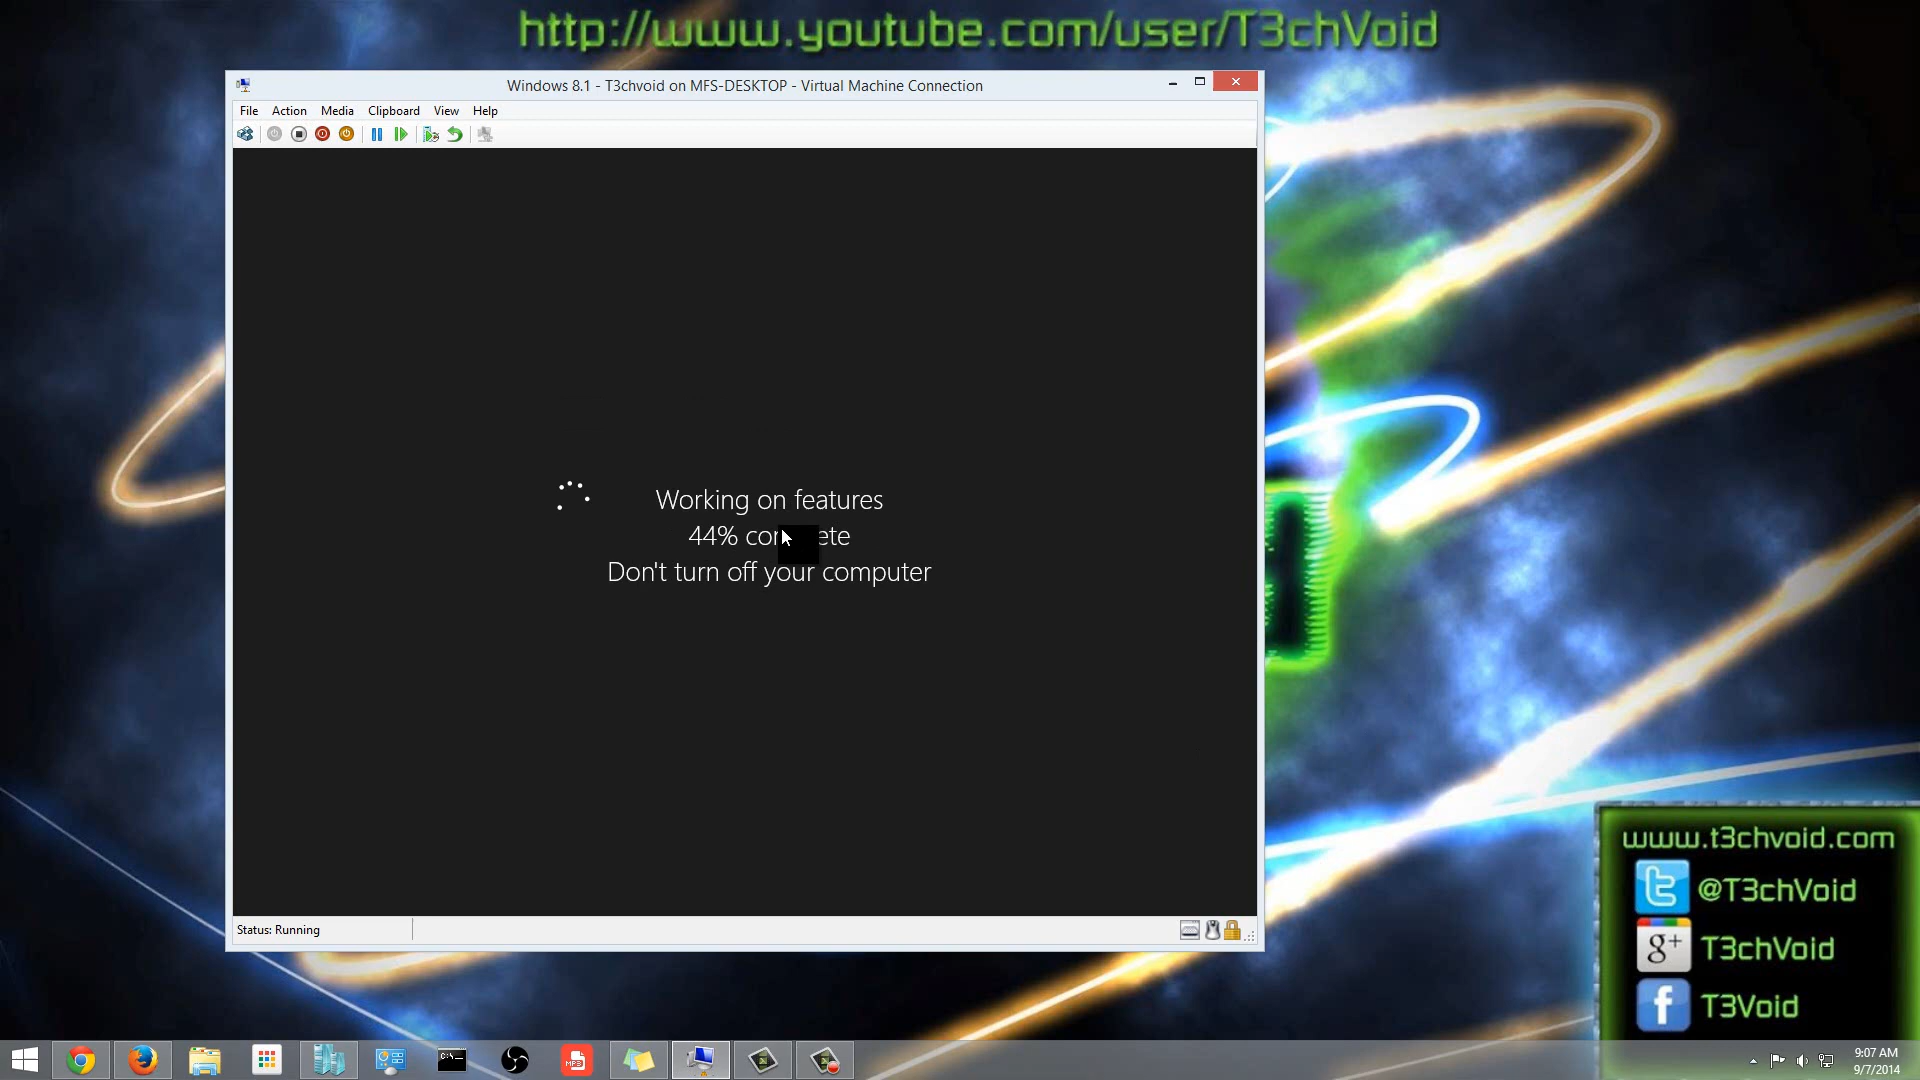 http://www.youtube.com/user/T3chVoid
Windows 8.1 - T3chvoid on MFS-DESKTOP - Virtual Machine Connection
File Action Media Clipboard View Help
Working on features
44%
Don't turn off your computer
Status: Running
www.t3chvoid.com
@T3chVoid
g+ T3chVoid
f T3Void
C:\
MP3
9:07 AM
9/7/2014